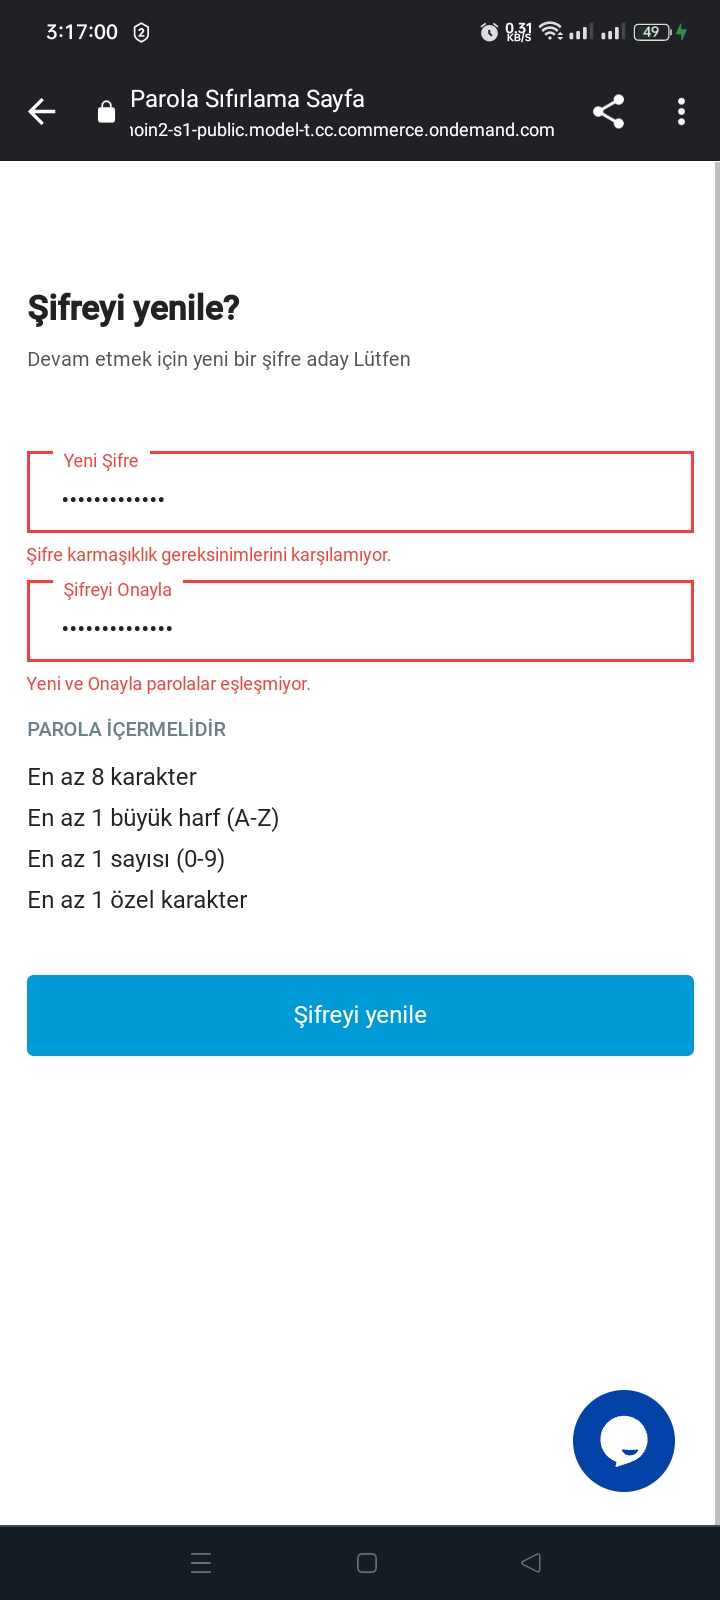 3:17:00
2
0.31
KB/S
49
Parola Sıfırlama Sayfa
noin2-s1-public.model-t.cc.commerce.ondemand.com
Şifreyi yenile?
Devam etmek için yeni bir şifre aday Lütfen
Yeni Şifre
•••••••••••••
Şifre karmaşıklık gereksinimlerini karşılamıyor.
Şifreyi Onayla
••••••••••••••
Yeni ve Onayla parolalar eşleşmiyor.
PAROLA İÇERMELİDİR
En az 8 karakter
En az 1 büyük harf (A-Z)
En az 1 sayısı (0-9)
En az 1 özel karakter
Şifreyi yenile